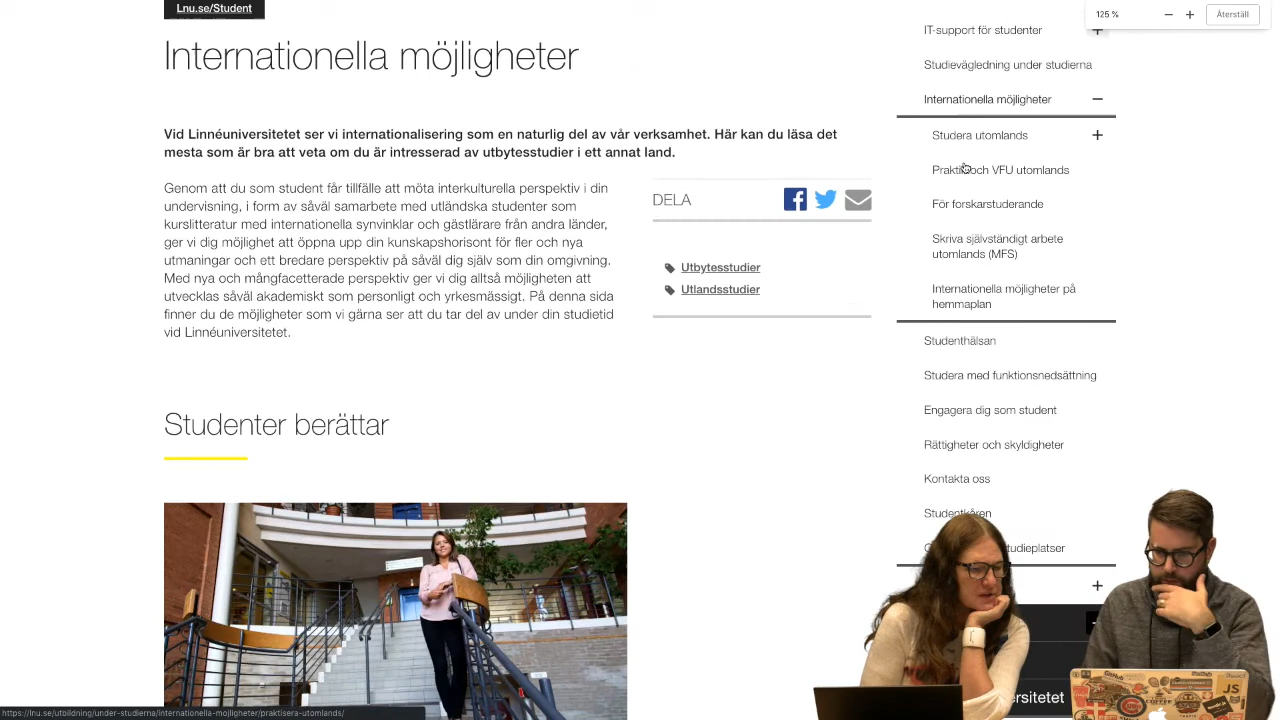 Lnu.se/Student
Internationella möjligheter
Vid Linnéuniversitetet ser vi internationalisering som en naturlig del av vår verksamhet. Här kan du läsa det
mesta som är bra att veta om du är intresserad av utbytesstudier i ett annat land.
Genom att du som student får tillfälle att möta interkulturella perspektiv i din
undervisning, i form av såväl samarbete med utländska studenter som
kurslitteratur med internationella synvinklar och gästlärare från andra länder,
ger vi dig möjlighet att öppna upp din kunskapshorisont för fler och nya
utmaningar och ett bredare perspektiv på såväl dig själv som din omgivning.
Med nya och mångfacetterade perspektiv ger vi dig alltså möjligheten att
utvecklas såväl akademiskt som personligt och yrkesmässigt. På denna sida
finner du de möjligheter som vi gärna ser att du tar del av under din studietid
vid Linnéuniversitetet.
DELA
Utbytesstudier
Utlandsstudier
Studenter berättar
125 %
Återställ
IT-support för studenter
Studievägledning under studierna
Internationella möjligheter
Studera utomlands
Praktik och VFU utomlands
För forskarstuderande
Skriva självständigt arbete
utomlands (MFS)
Internationella möjligheter på
hemmaplan
Studenthälsan
Studera med funktionsnedsättning
Engagera dig som student
Rättigheter och skyldigheter
Kontakta oss
Studentkåren
tudieplatser
ersitetet
JS
https://lnu.se/utbildning/under-studierna/internationella-mojligheter/praktisera-utomlands/